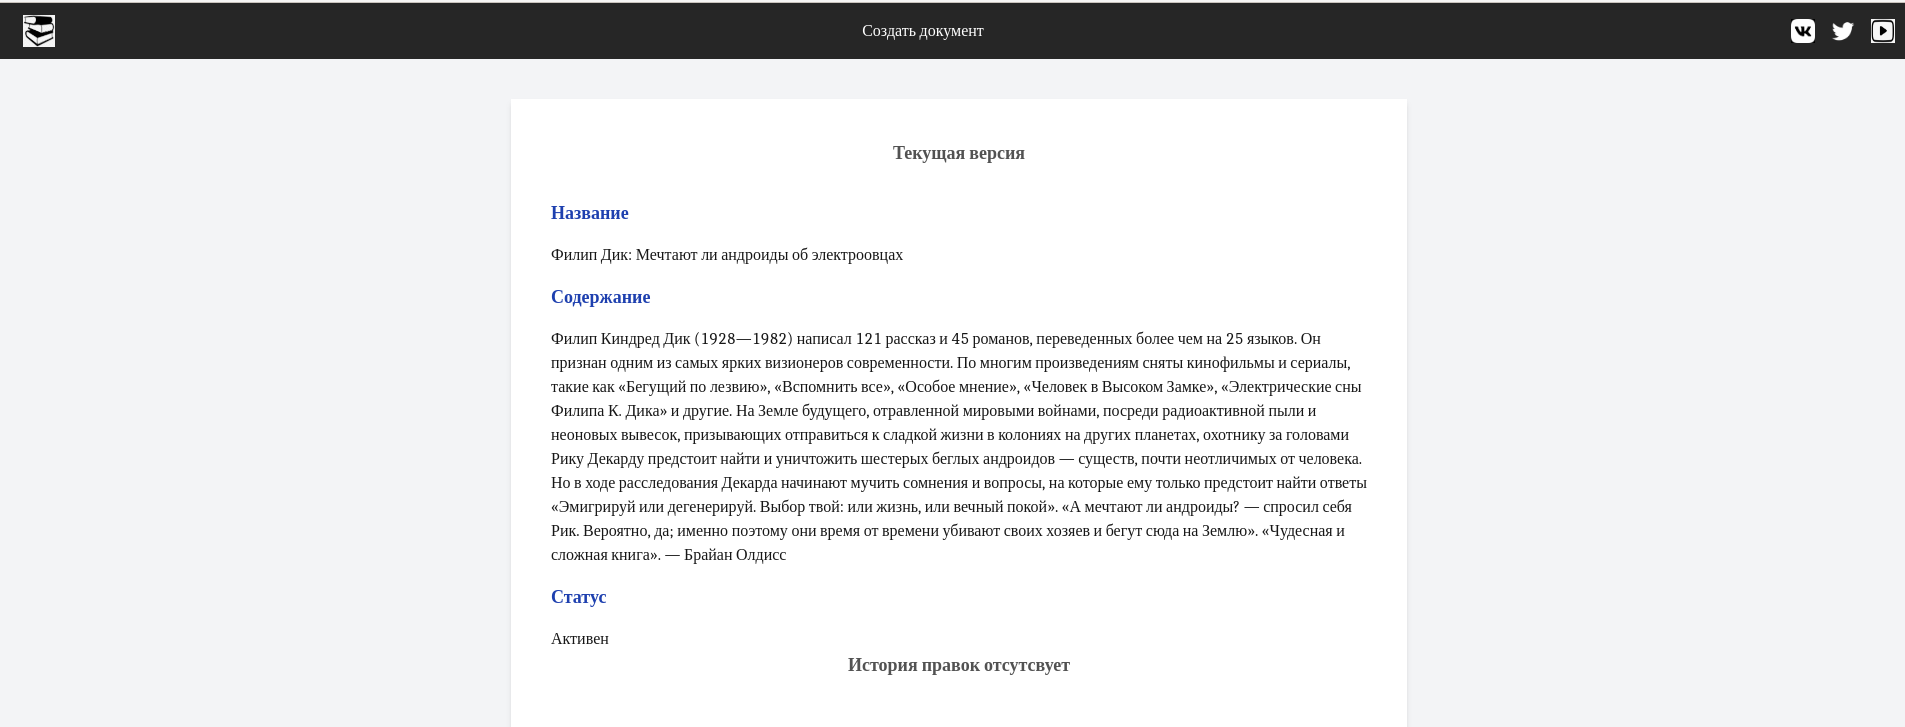 Создать документ
Текущая версия
Название
Филип Дик: Мечтают ли андроиды об электроовцах
Содержание
Филип Киндред Дик (1928—1982) написал 121 рассказ и 45 романов, переведенных более чем на 25 языков. Он
признан одним из самых ярких визионеров современности. По многим произведениям сняты кинофильмы и сериалы,
такие как «Бегущий по лезвию», «Вспомнить все», «Особое мнение», «Человек в Высоком Замке», «Электрические сны
Филипа К. Дика» и другие. На Земле будущего, отравленной мировыми войнами, посреди радиоактивной пыли и
неоновых вывесок, призывающих отправиться к сладкой жизни в колониях на других планетах, охотнику за головами
Рику Декарду предстоит найти и уничтожить шестерых беглых андроидов — существ, почти неотличимых от человека.
Но в ходе расследования Декарда начинают мучить сомнения и вопросы, на которые ему только предстоит найти ответы
«Эмигрируй или дегенерируй. Выбор твой: или жизнь, или вечный покой». «А мечтают ли андроиды? — спросил себя
Рик. Вероятно, да; именно поэтому они время от времени убивают своих хозяев и бегут сюда на Землю». «Чудесная и
сложная книга». — Брайан Олдисс
Статус
Активен
История правок отсутсвует